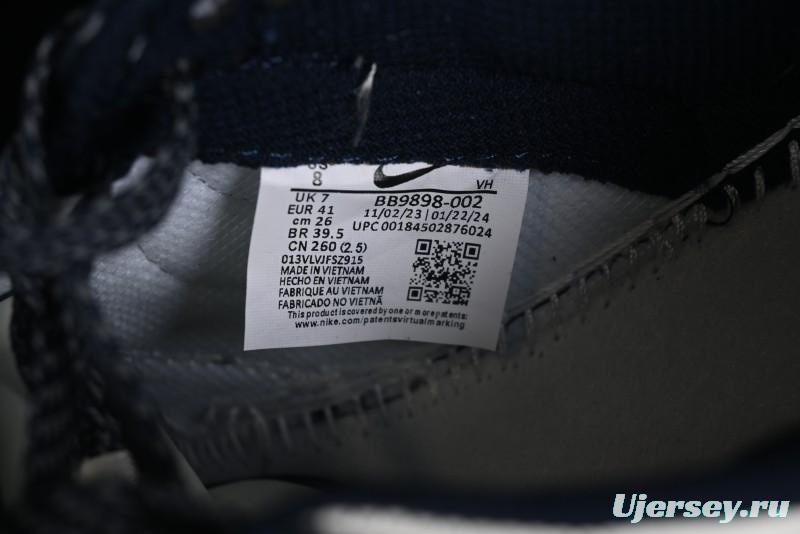 8
VH
UK 7
BB9898-002
EUR 41
11/02/23 | 01/22/24
cm 26
UPC 00184502876024
BR 39.5
CN 260 (2.5)
013VLVJFSZ915
MADE IN VIETNAM
HECHO EN VIETNAM
FABRIQUE AU VIETNAM
FABRICADO NO VIETNÃ
This product is covered by one or more patents:
www.nike.com/patentsvirtualmarking
Ujersey.ru